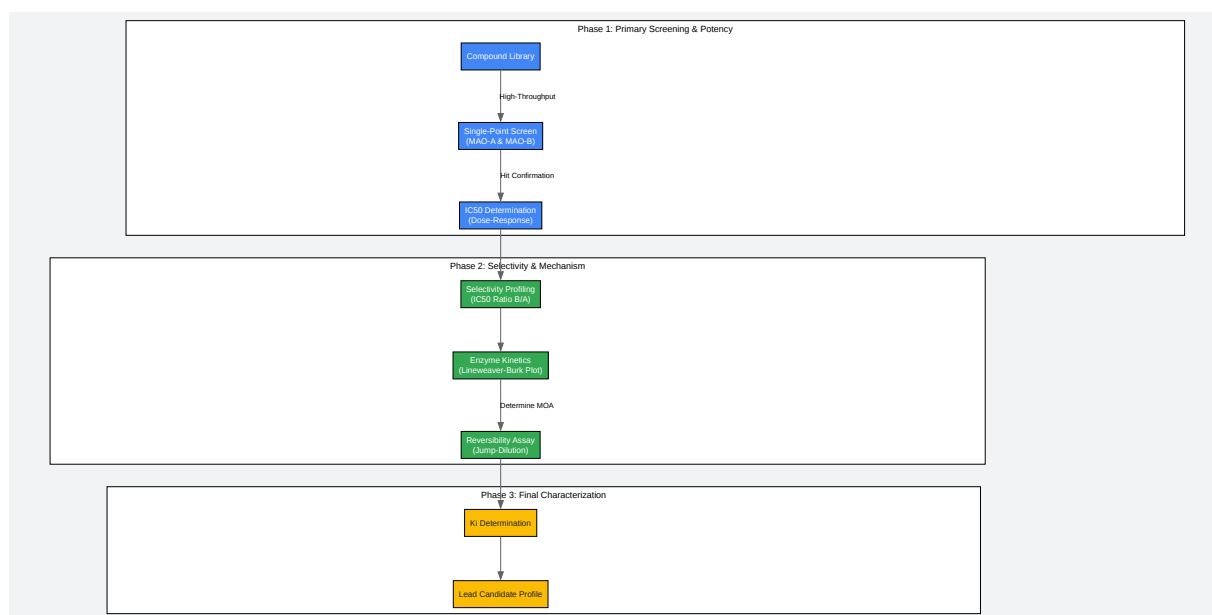 Phase 1: Primary Screening & Potency
Compound Library
High-Throughput
Single-Point Screen
(MAO-A & MAO-B)
Hit Confirmation
IC50 Determination
(Dose-Response)
Phase 2: Selectivity & Mechanism
Selectivity Profiling
(IC50 Ratio B/A)
Enzyme Kinetics
(Lineweaver-Burk Plot)
Determine MOA
Reversibility Assay
(Jump-Dilution)
Phase 3: Final Characterization
Ki Determination
Lead Candidate Profile